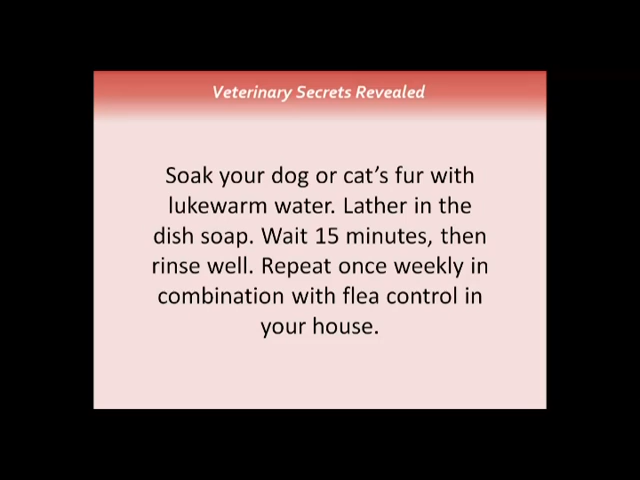 Veterinary Secrets Revealed
Soak your dog or cat's fur with
lukewarm water. Lather in the
dish soap. Wait 15 minutes, then
rinse well. Repeat once weekly in
combination with flea control in
your house.